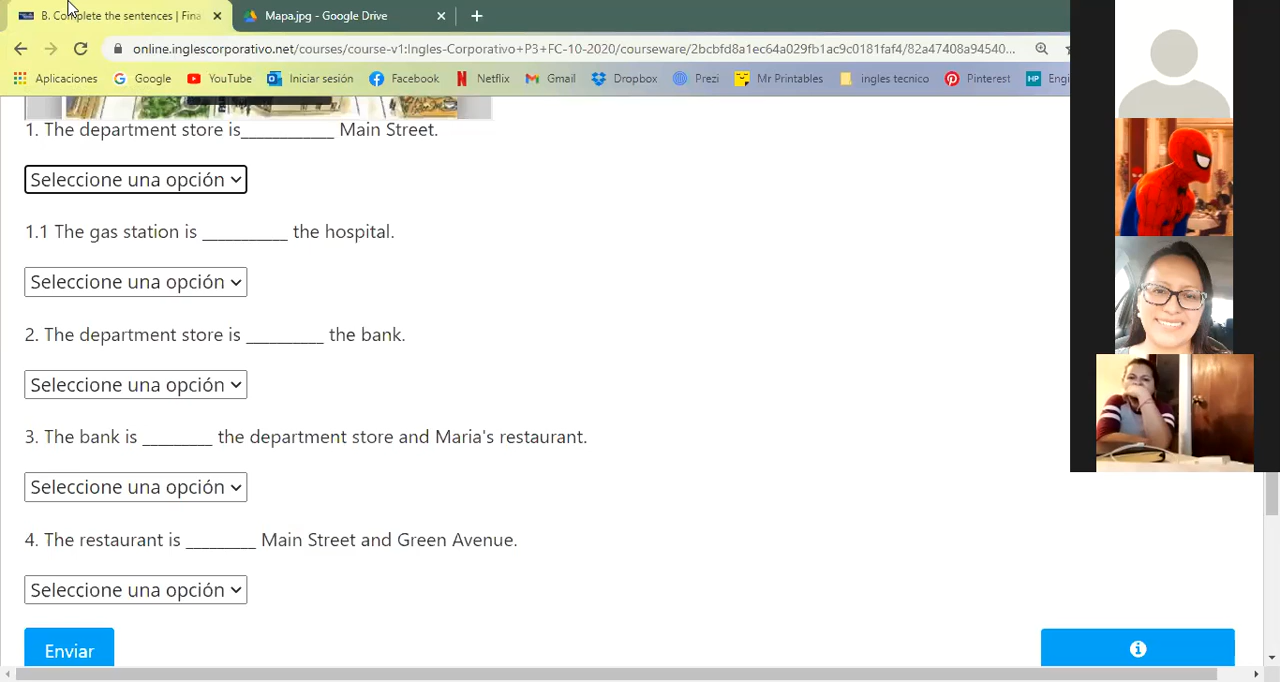 B. Complete the sentences | Fina
Mapa.jpg - Google Drive
online.inglescorporativo.net/courses/course-v1:Ingles-Corporativo+P3+FC-10-2020/courseware/2bcbfd8a1ec64a029fb1ac9c0181faf4/82a47408a94540...
Aplicaciones Google YouTube Iniciar sesión Facebook Netflix Gmail Dropbox Prezi Mr Printables ingles tecnico Pinterest Engi
1. The department store is____________ Main Street.
Seleccione una opción
1.1 The gas station is ___________ the hospital.
Seleccione una opción
2. The department store is __________ the bank.
Seleccione una opción
3. The bank is _________ the department store and Maria's restaurant.
Seleccione una opción
4. The restaurant is _________ Main Street and Green Avenue.
Seleccione una opción
Enviar